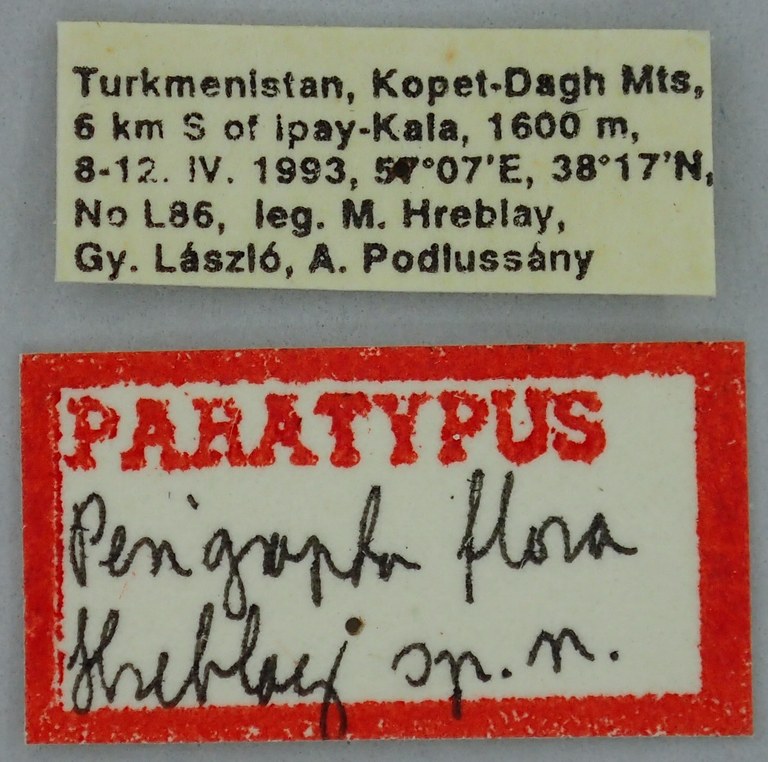 Turkmenistan, Kopet-Dagh Mts,
6 km S of Ipay-Kala, 1600 m,
8-12. IV. 1993, 57°07'E, 38°17'N,
No L86, leg. M. Hreblay,
Gy. László, A. Podlussány
PARATYPUS
Perigrapha flora
Hreblay sp. n.